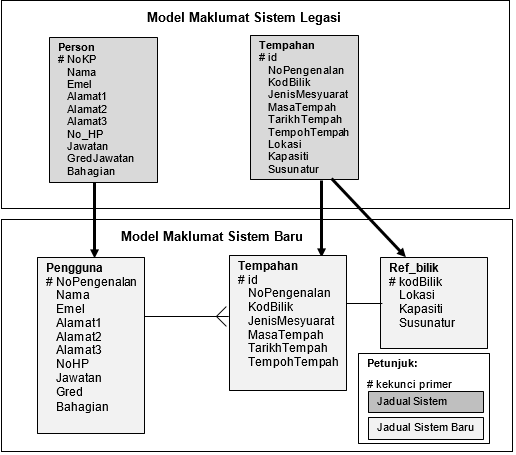 Model Maklumat Sistem Legasi
Person
# NoKP
Nama
Emel
Alamat1
Alamat2
Alamat3
No_HP
Jawatan
GredJawatan
Bahagian
Tempahan
# id
NoPengenalan
KodBilik
JenisMesyuarat
MasaTempah
TarikhTempah
TempohTempah
Lokasi
Kapasiti
Susunatur
Model Maklumat Sistem Baru
Pengguna
# NoPengenalan
Nama
Emel
Alamat1
Alamat2
Alamat3
NoHP
Jawatan
Gred
Bahagian
Tempahan
# id
NoPengenalan
KodBilik
JenisMesyuarat
MasaTempah
TarikhTempah
TempohTempah
Ref_bilik
# kodBilik
Lokasi
Kapasiti
Susunatur
Petunjuk:
# kekunci primer
Jadual Sistem
Jadual Sistem Baru